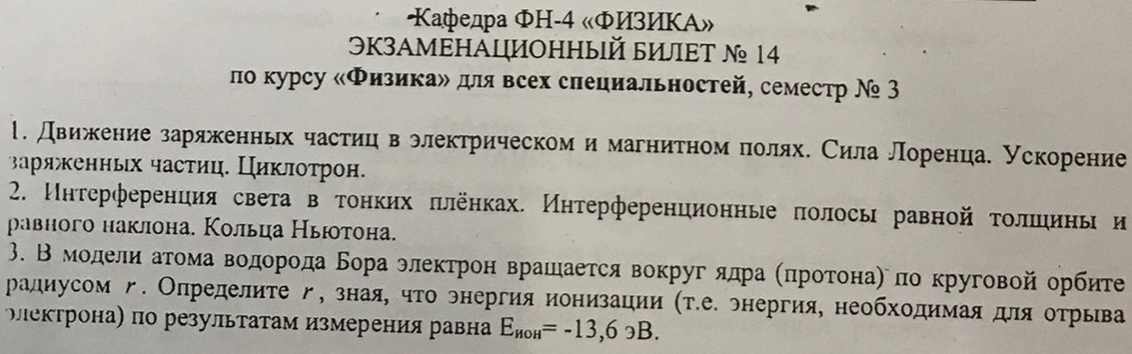 Кафедра ФН-4 «ФИЗИКА»
ЭКЗАМЕНАЦИОННЫЙ БИЛЕТ № 14
по курсу «Физика» для всех специальностей, семестр № 3
1. Движение заряженных частиц в электрическом и магнитном полях. Сила Лоренца. Ускорение
заряженных частиц. Циклотрон.
2. Интерференция света в тонких плёнках. Интерференционные полосы равной толщины и
равного наклона. Кольца Ньютона.
3. В модели атома водорода Бора электрон вращается вокруг ядра (протона) по круговой орбите
радиусом r. Определите r, зная, что энергия ионизации (т.е. энергия, необходимая для отрыва
электрона) по результатам измерения равна Eион= -13,6 эВ.